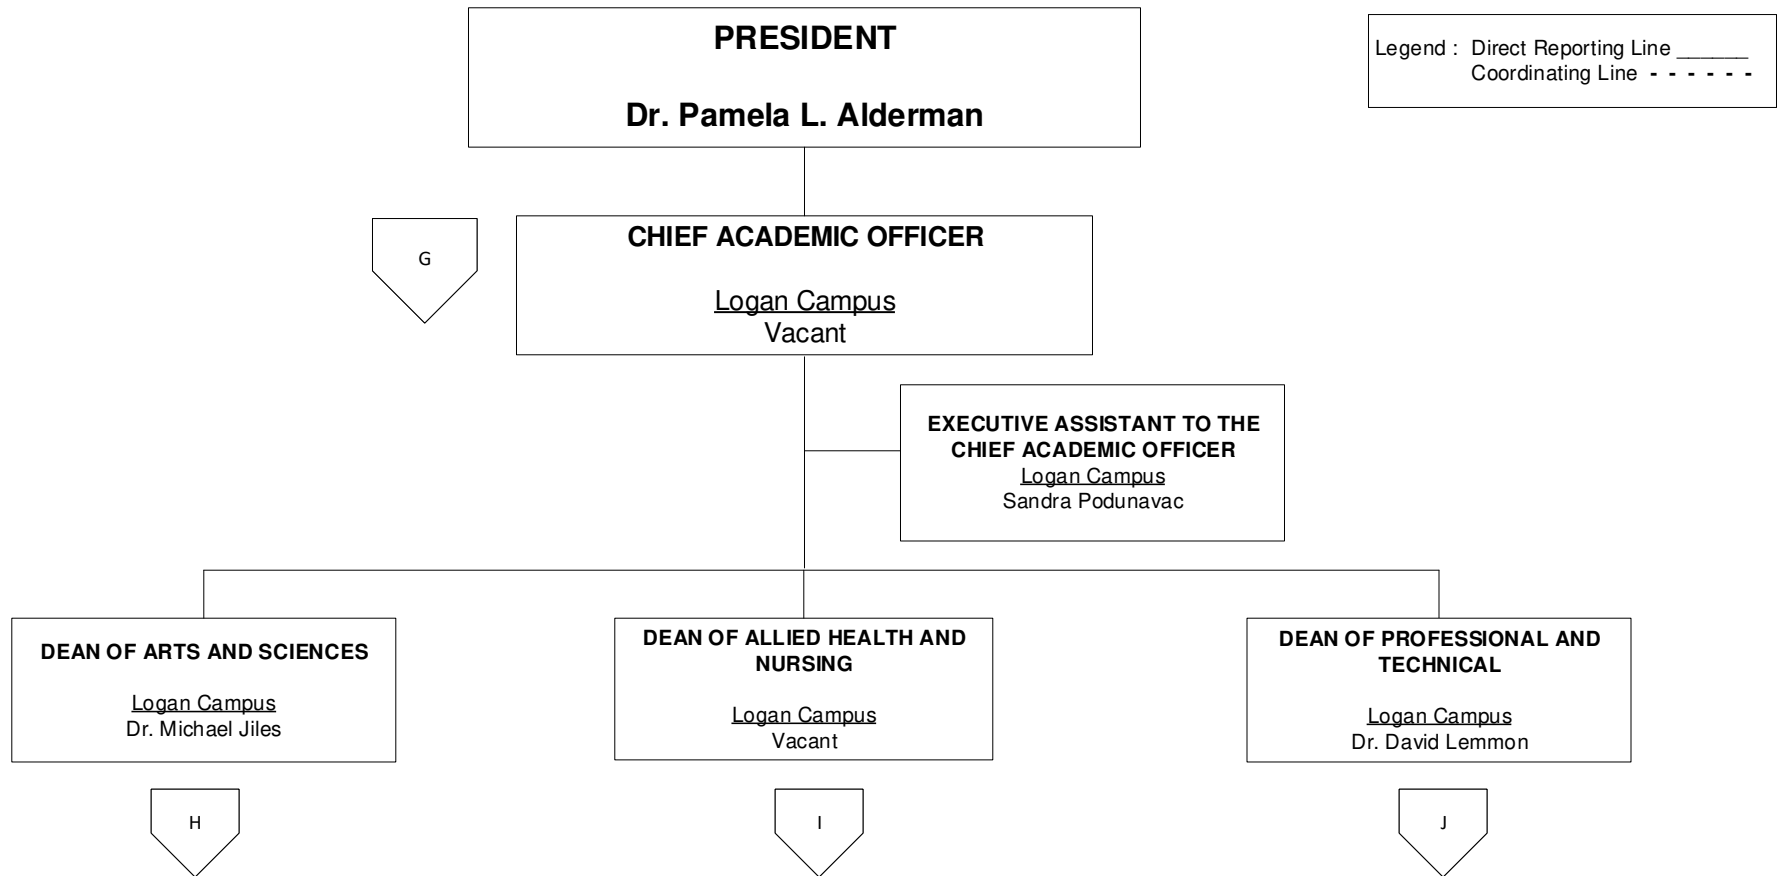 PRESIDENT
Dr. Pamela L. Alderman
Legend : Direct Reporting Line ______
Coordinating Line - - - - - -
G
CHIEF ACADEMIC OFFICER
Logan Campus
Vacant
EXECUTIVE ASSISTANT TO THE
CHIEF ACADEMIC OFFICER
Logan Campus
Sandra Podunavac
DEAN OF ARTS AND SCIENCES
Logan Campus
Dr. Michael Jiles
DEAN OF ALLIED HEALTH AND
NURSING
Logan Campus
Vacant
DEAN OF PROFESSIONAL AND
TECHNICAL
Logan Campus
Dr. David Lemmon
H
I
J